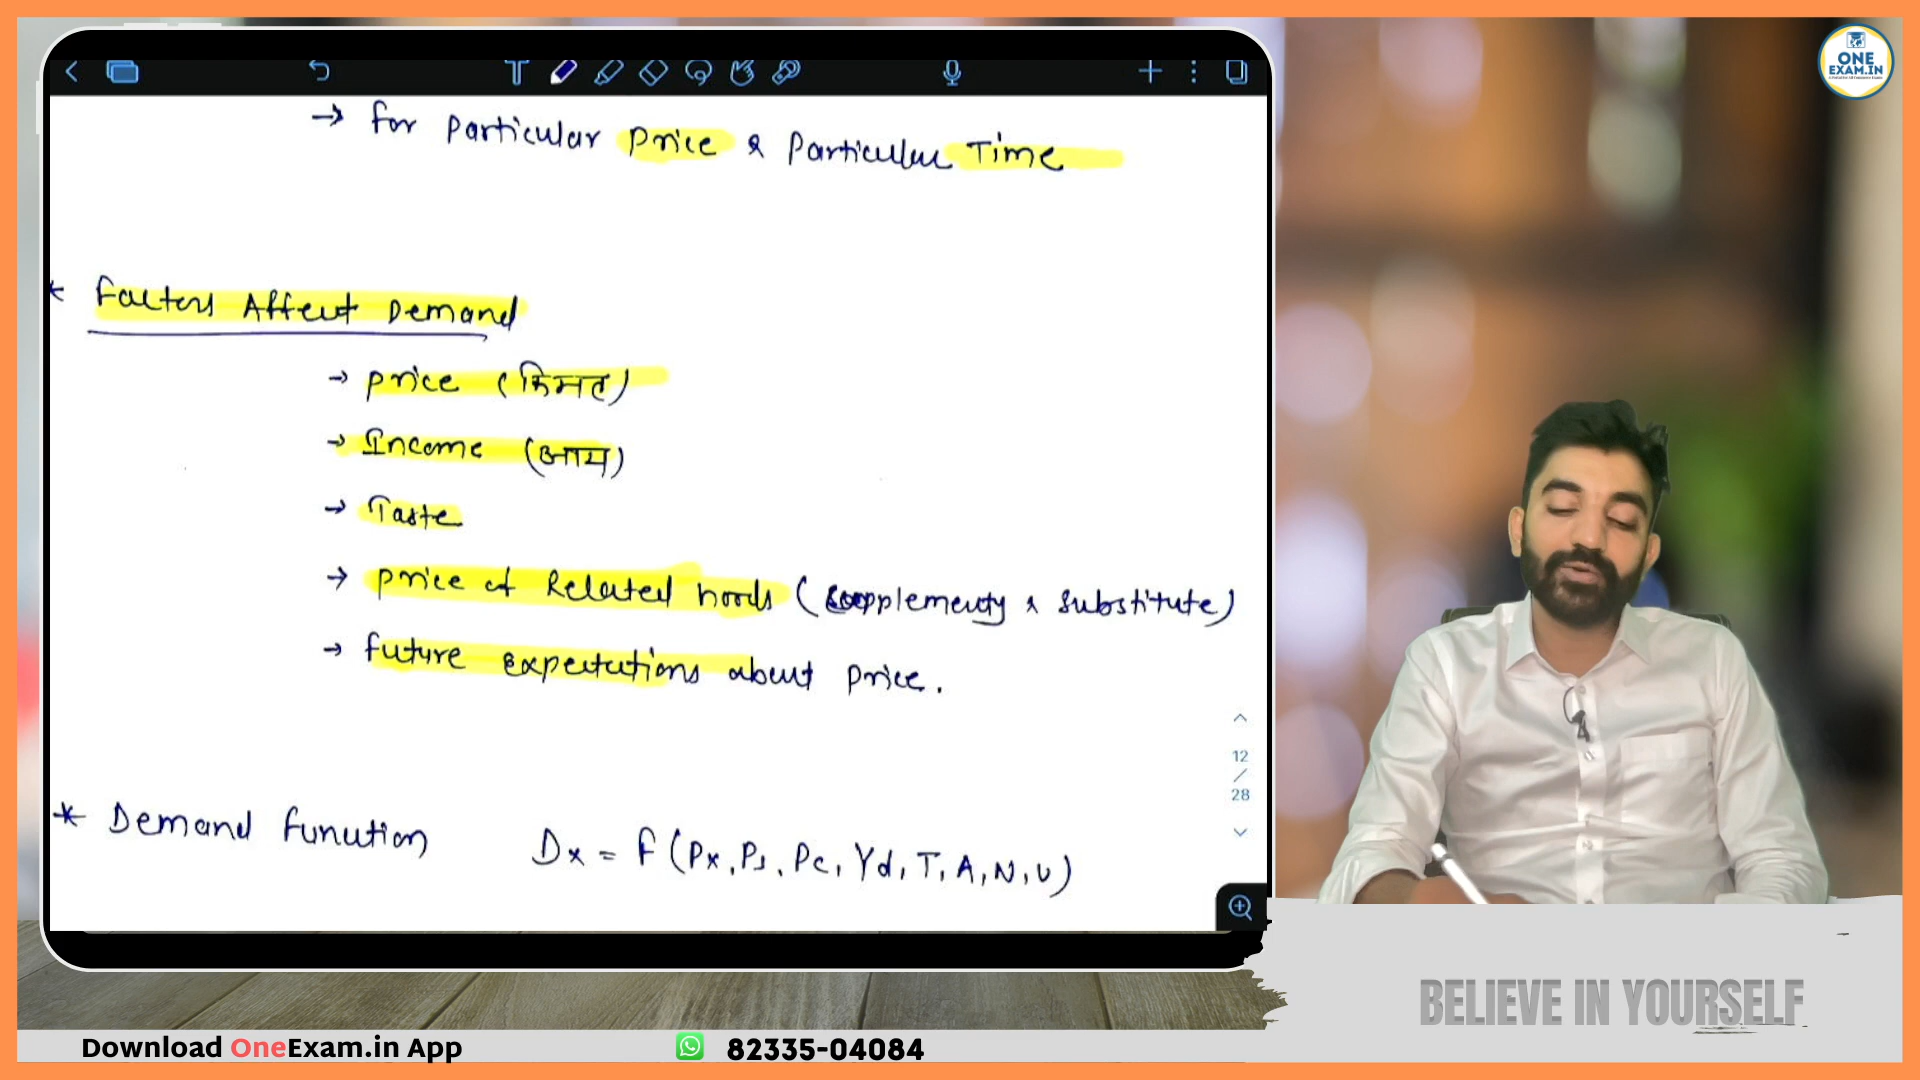 → for Particular Price & Particular Time
* Factors Affect Demand
→ Price (किमत)
→ Income (आय)
→ Taste
→ Price of Related Goods ( & Substitute)
→ future Expectations about Price.
* Demand function Dx = f (Px, Ps, Pc, Yd, T, A, N, U)
12
/
28
ONE
EXAM.IN
BELIEVE IN YOURSELF
Download OneExam.in App 82335-04084